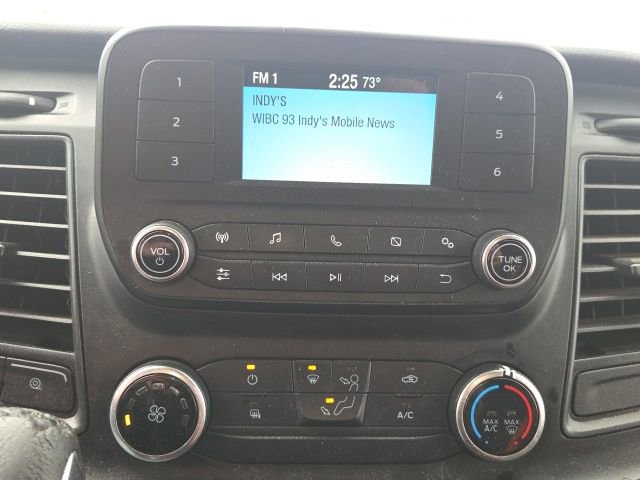 FM 1 2:25 73°
INDY'S
WIBC 93 Indy's Mobile News
1
2
3
4
5
6
VOL
TUNE
OK
A/C
MAX
A/C
MAX